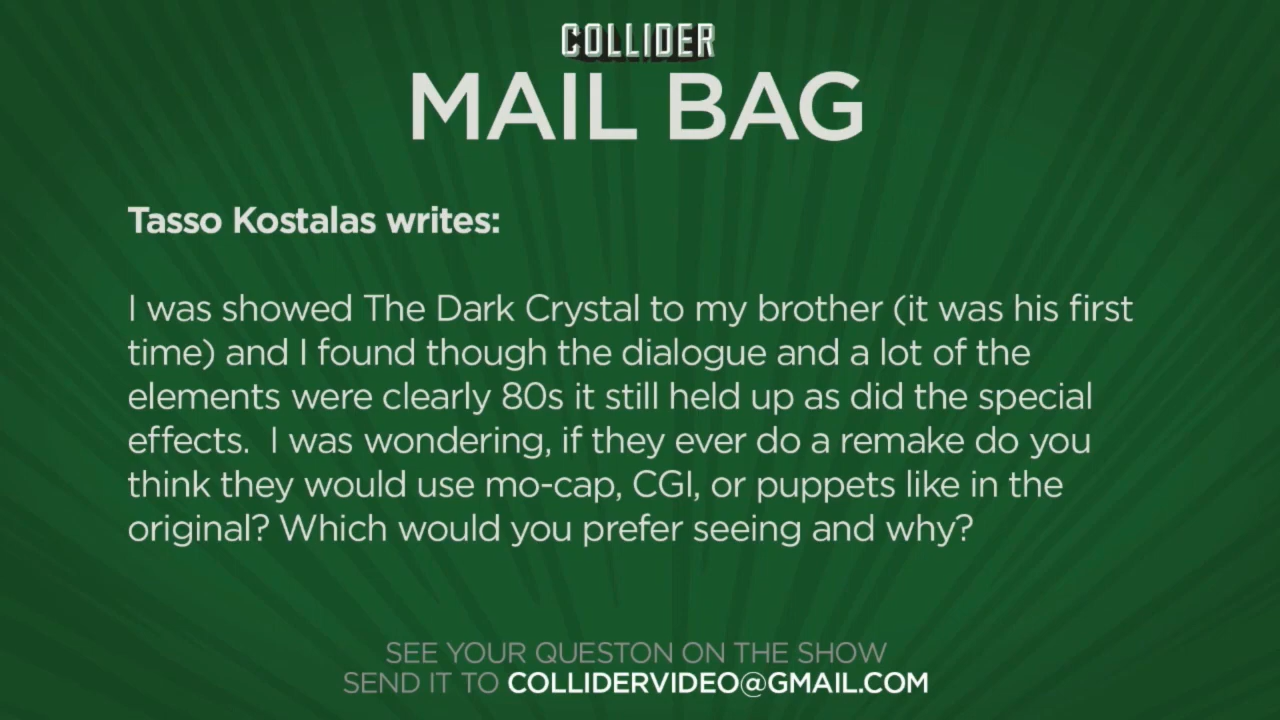 COLLIDER
MAIL BAG
Tasso Kostalas writes:
I was showed The Dark Crystal to my brother (it was his first
time) and I found though the dialogue and a lot of the
elements were clearly 80s it still held up as did the special
effects.  I was wondering, if they ever do a remake do you
think they would use mo-cap, CGI, or puppets like in the
original? Which would you prefer seeing and why?
SEE YOUR QUESTON ON THE SHOW
SEND IT TO COLLIDERVIDEO@GMAIL.COM